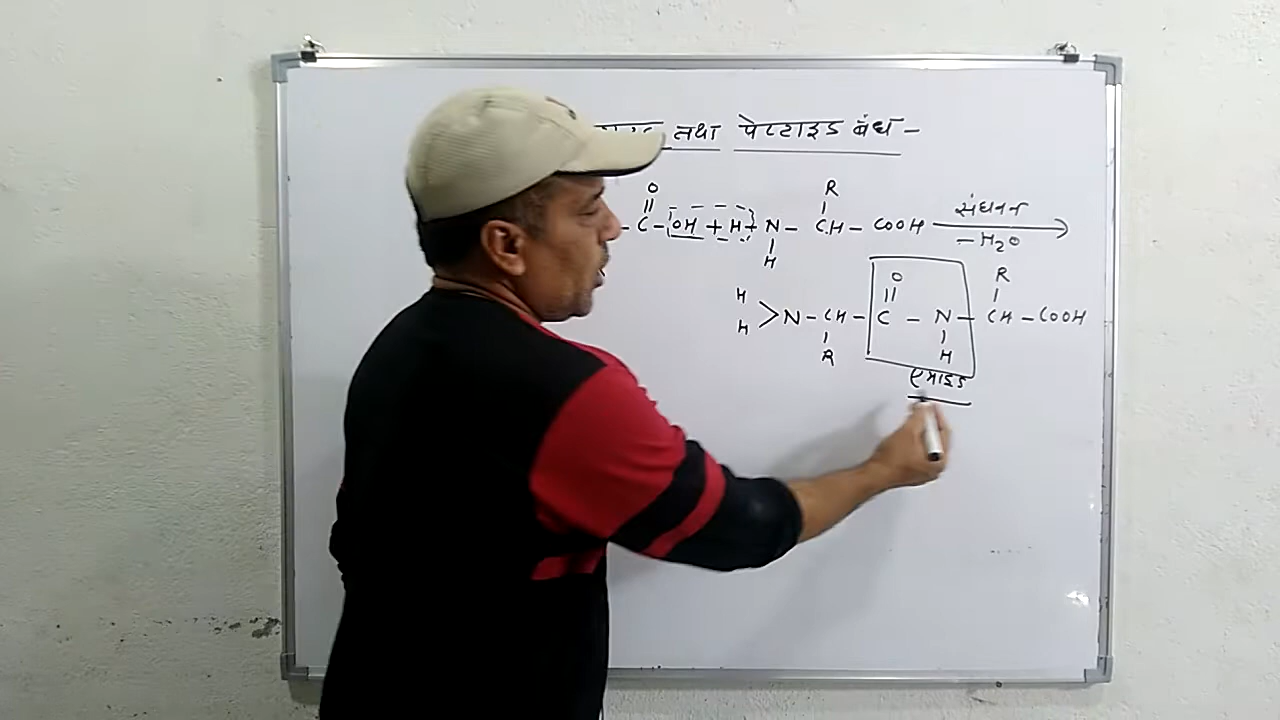 तथा पेप्टाइड बंध -
O R
|| |
- C - OH + H + N - CH - COOH संघनन
| - H₂O
H
O R
|| |
H
H > N - CH - C - N - CH - COOH
| |
R H
एमाइड